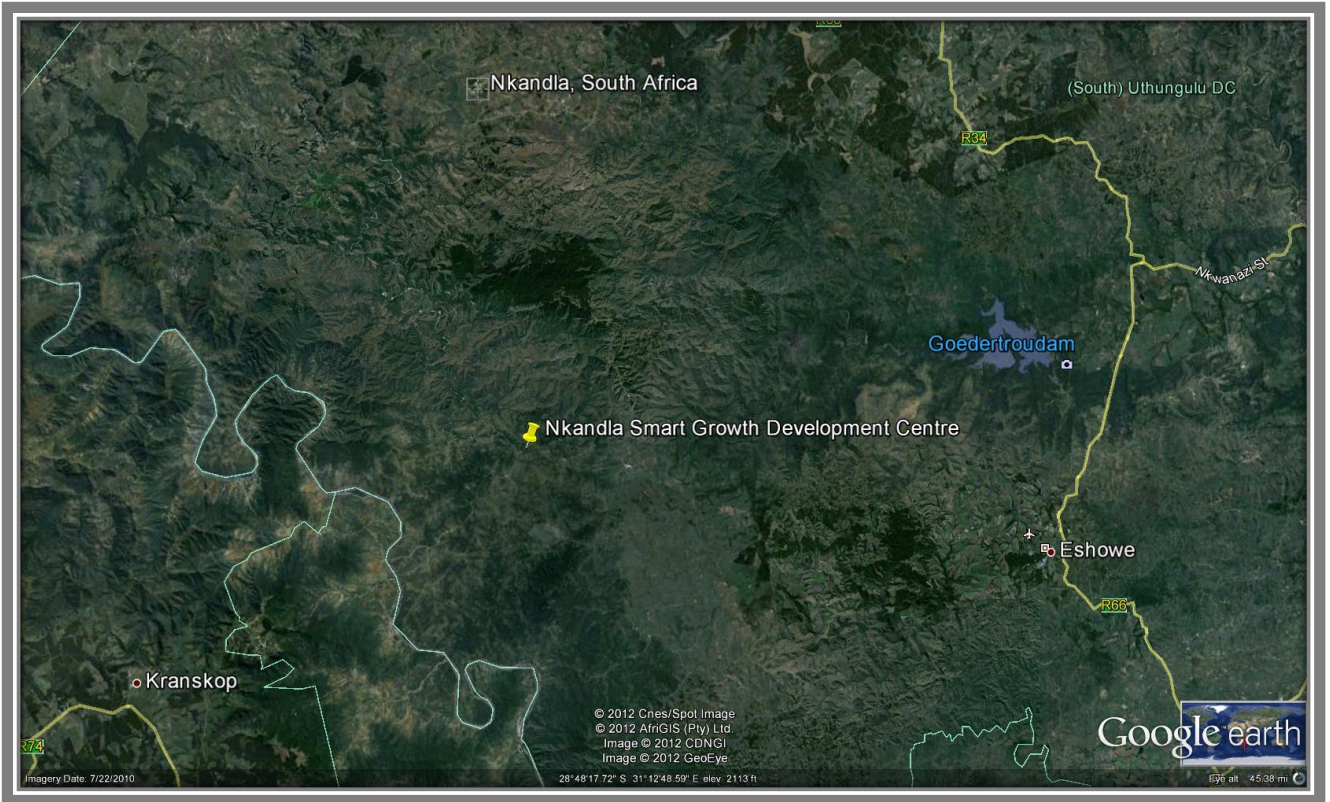 R66
Nkandla, South Africa
(South) Uthungulu DC
R34
Nkwanazi St
Goedertroudam
Nkandla Smart Growth Development Centre
Eshowe
R66
Kranskop
R74
© 2012 Cnes/Spot Image
© 2012 AfriGIS (Pty) Ltd.
Image © 2012 CDNGI
Image © 2012 GeoEye
Google earth
Imagery Date: 7/22/2010
28°48'17.72" S 31°12'48.59" E elev 2113 ft
Eye alt 45.38 mi